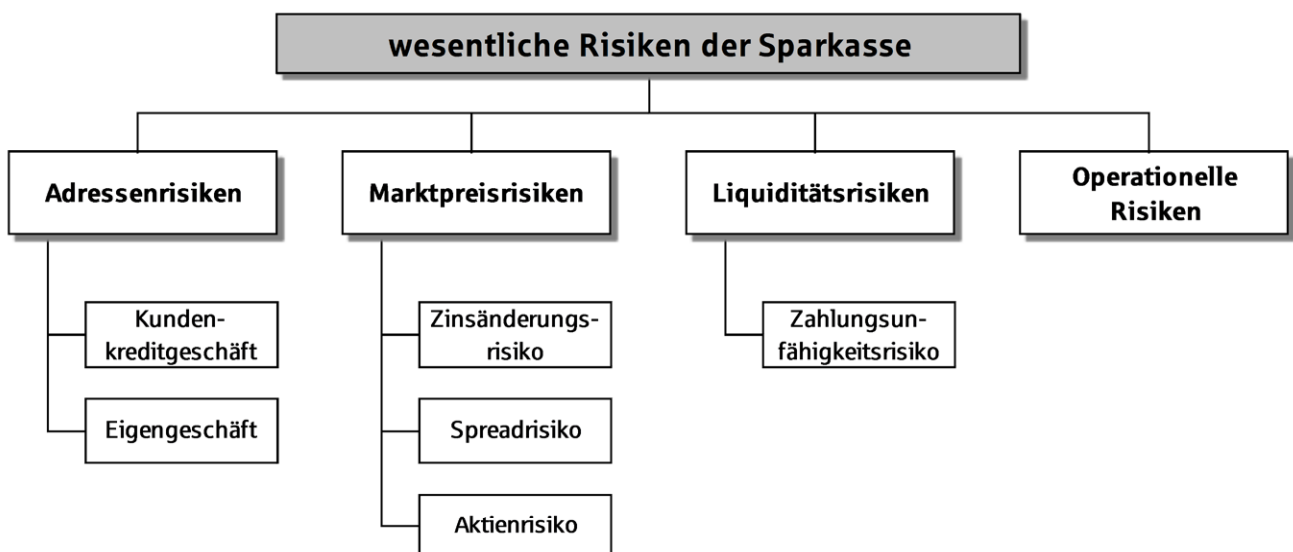 wesentliche Risiken der Sparkasse
Adressenrisiken
Marktpreisrisiken
Liquiditätsrisiken
Operationelle
Risiken
Kunden-
kreditgeschäft
Zinsänderungs-
risiko
Zahlungsun-
fähigkeitsrisiko
Eigengeschäft
Spreadrisiko
Aktienrisiko